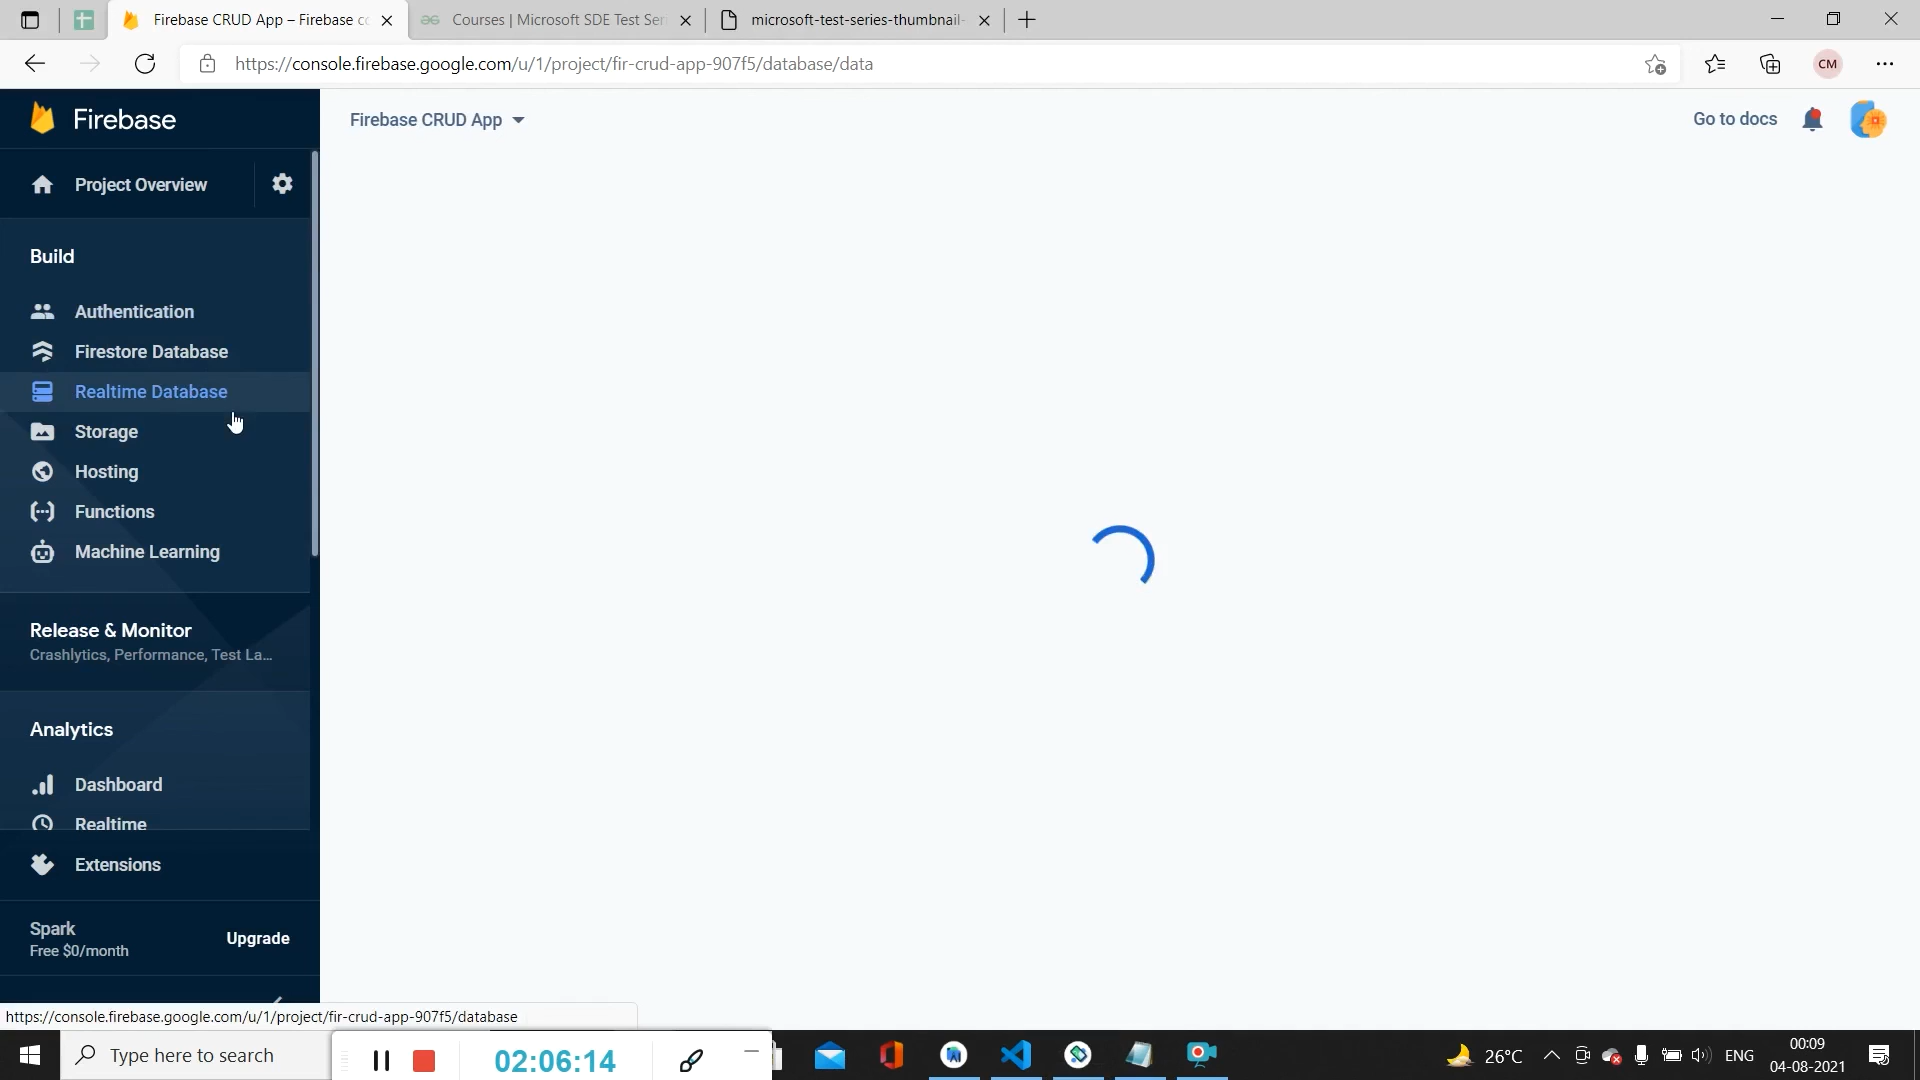 Firebase CRUD App – Firebase co
Courses | Microsoft SDE Test Ser
microsoft-test-series-thumbnail-
https://console.firebase.google.com/u/1/project/fir-crud-app-907f5/database/data
CM
Firebase
Firebase CRUD App
Go to docs
Project Overview
Build
Authentication
Firestore Database
Realtime Database
Storage
Hosting
Functions
Machine Learning
Release & Monitor
Crashlytics, Performance, Test La...
Analytics
Dashboard
Realtime
Extensions
Spark
Free $0/month
Upgrade
https://console.firebase.google.com/u/1/project/fir-crud-app-907f5/database
Type here to search
02:06:14
26°C
ENG
00:09
04-08-2021